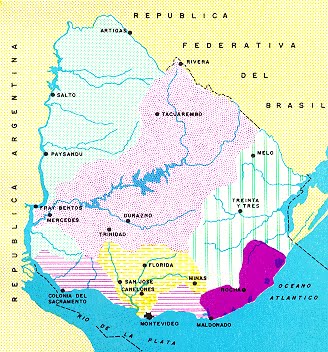 REPUBLICA
FEDERATIVA
DEL
BRASIL
REPUBLICA ARGENTINA
ARTIGAS
RIVERA
SALTO
TACUAREMBO
PAYSANDU
MELO
TREINTA
Y TRES
FRAY BENTOS
MERCEDES
DURAZNO
TRINIDAD
FLORIDA
SAN JOSE
CANELONES
MINAS
ROCHA
COLONIA DEL
SACRAMENTO
MONTEVIDEO
MALDONADO
OCEANO
ATLANTICO
RIO DE LA PLATA